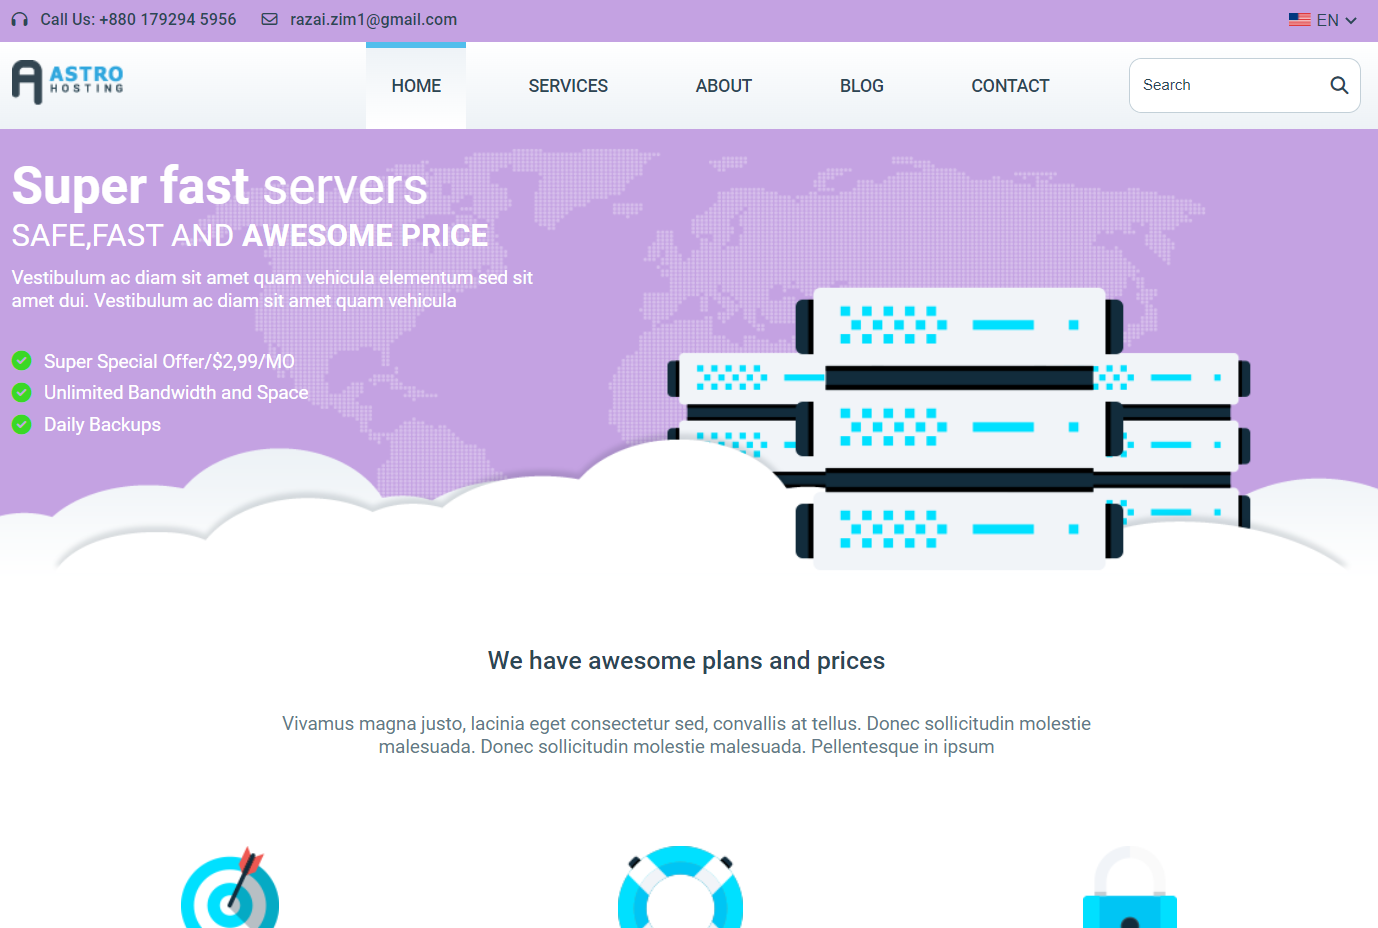 Call Us: +880 179294 5956
razai.zim1@gmail.com
EN
ASTRO
HOSTING
HOME
SERVICES
ABOUT
BLOG
CONTACT
Search
Super fast servers
SAFE,FAST AND AWESOME PRICE
Vestibulum ac diam sit amet quam vehicula elementum sed sit
amet dui. Vestibulum ac diam sit amet quam vehicula
Super Special Offer/$2,99/MO
Unlimited Bandwidth and Space
Daily Backups
We have awesome plans and prices
Vivamus magna justo, lacinia eget consectetur sed, convallis at tellus. Donec sollicitudin molestie
malesuada. Donec sollicitudin molestie malesuada. Pellentesque in ipsum